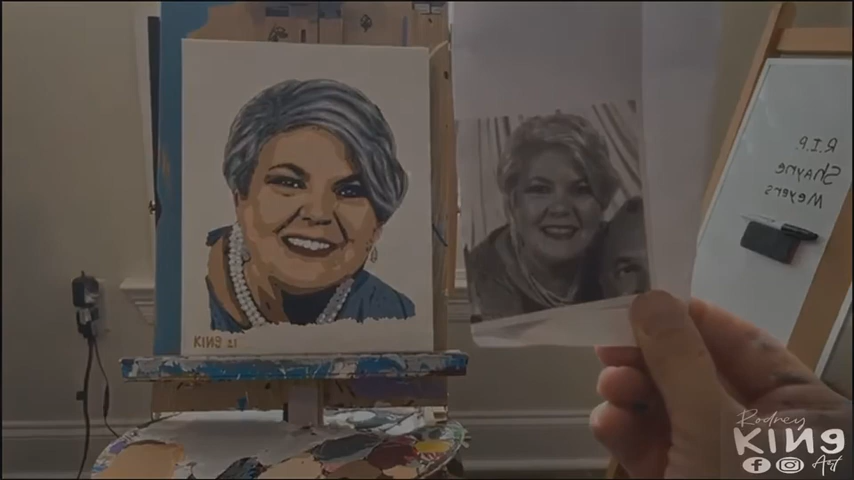 KING 21
R.I.P.
Shayne
Meyers
Rodney
KING
Art